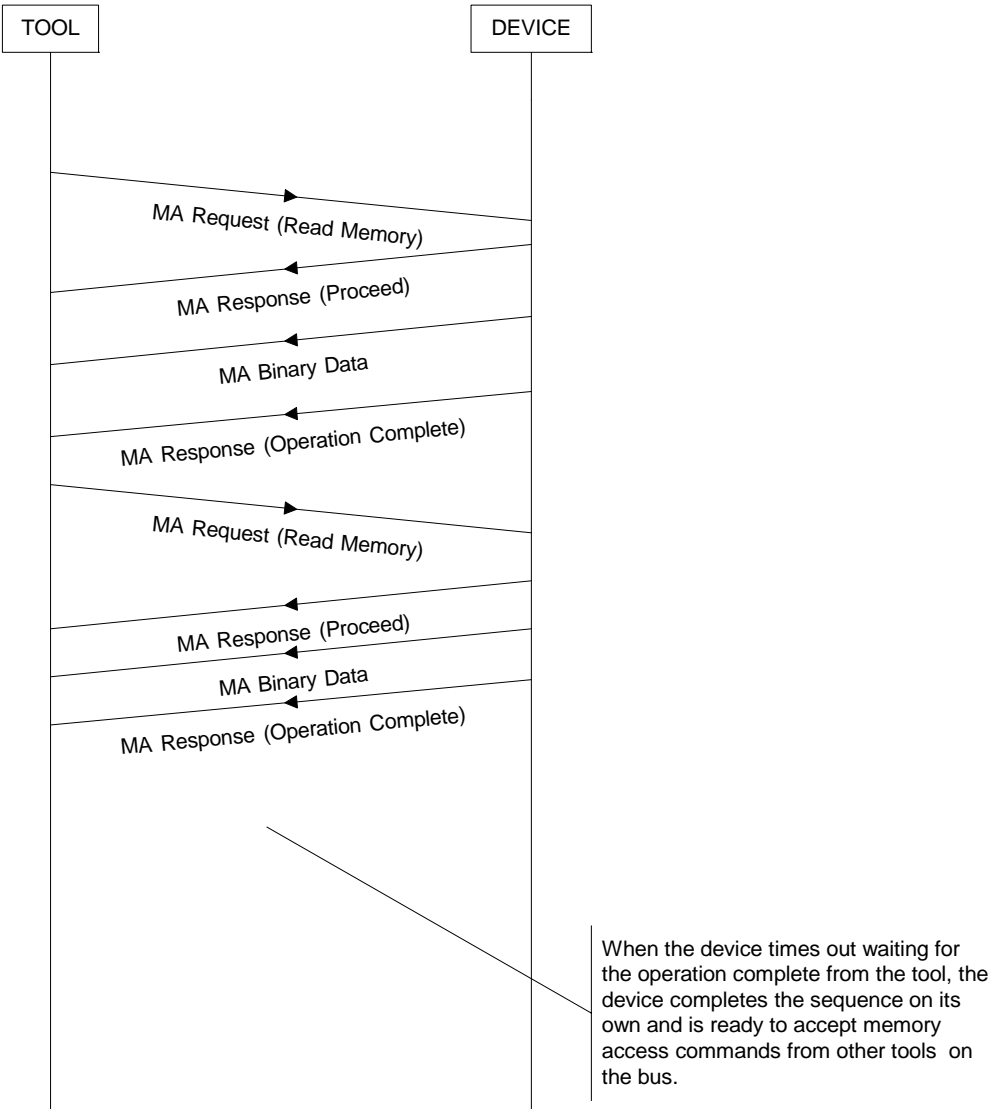 TOOL
DEVICE
MA Request (Read Memory)
MA Response (Proceed)
MA Binary Data
MA Response (Operation Complete)
MA Request (Read Memory)
MA Response (Proceed)
MA Binary Data
MA Response (Operation Complete)
When the device times out waiting for
the operation complete from the tool, the
device completes the sequence on its
own and is ready to accept memory
access commands from other tools on
the bus.